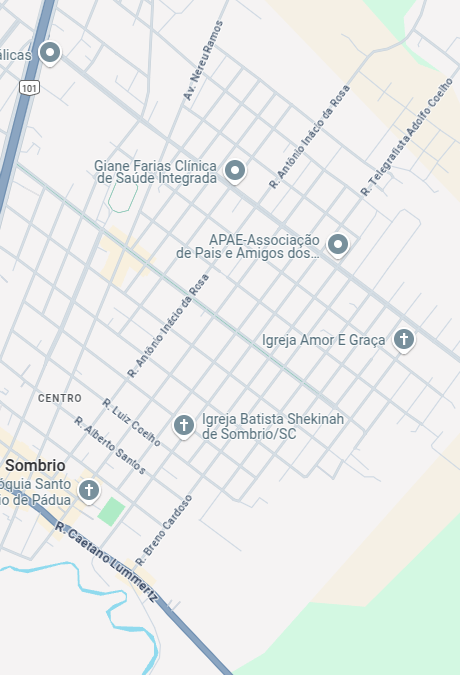 álicas
101
Av. Nereu Ramos
R. Antônio Inácio da Rosa
R. Telegrafista Adolfo Coelho
Giane Farias Clínica
de Saúde Integrada
APAE-Associação
de Pais e Amigos dos...
R. Antônio Inácio da Rosa
Igreja Amor E Graça
CENTRO
R. Luiz Coelho
R. Alberto Santos
Igreja Batista Shekinah
de Sombrio/SC
Sombrio
óquia Santo
io de Pádua
R. Breno Cardoso
R. Caetano Lummertz